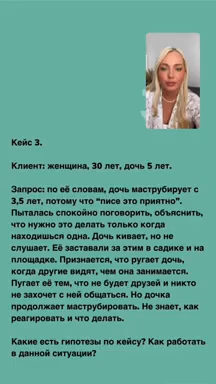 Кейс 3.
Клиент: женщина, 30 лет, дочь 5 лет.
Запрос: по её словам, дочь маструбирует с
3,5 лет, потому что “писе это приятно”.
Пыталась спокойно поговорить, объяснить,
что нужно это делать только когда
находишься одна. Дочь кивает, но не
слушает. Её заставали за этим в садике и на
площадке. Признается, что ругает дочь,
когда другие видят, чем она занимается.
Пугает её тем, что не будет друзей и никто
не захочет с ней общаться. Но дочка
продолжает маструбировать. Не знает, как
реагировать и что делать.
Какие есть гипотезы по кейсу? Как работать
в данной ситуации?